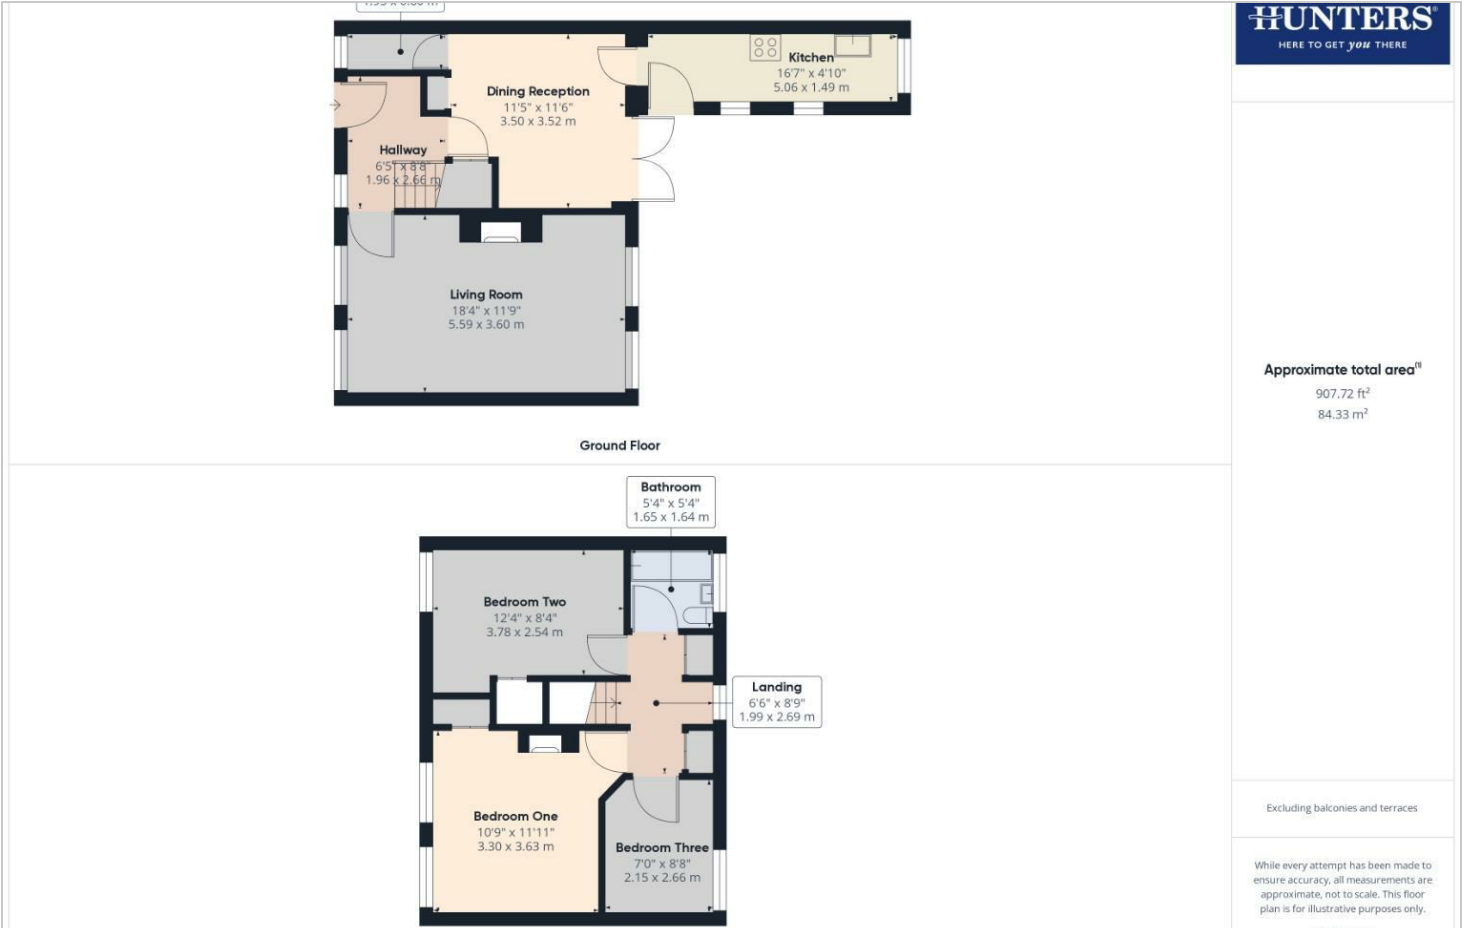 HUNTERS®
HERE TO GET you THERE
Kitchen
16'7" x 4'10"
5.06 x 1.49 m
Dining Reception
11'5" x 11'6"
3.50 x 3.52 m
Hallway
6'5" x 8'8"
1.96 x 2.66 m
Living Room
18'4" x 11'9"
5.59 x 3.60 m
Ground Floor
Approximate total area⁽¹⁾
907.72 ft²
84.33 m²
Bathroom
5'4" x 5'4"
1.65 x 1.64 m
Bedroom Two
12'4" x 8'4"
3.78 x 2.54 m
Landing
6'6" x 8'9"
1.99 x 2.69 m
Bedroom One
10'9" x 11'11"
3.30 x 3.63 m
Bedroom Three
7'0" x 8'8"
2.15 x 2.66 m
Excluding balconies and terraces
While every attempt has been made to
ensure accuracy, all measurements are
approximate, not to scale. This floor
plan is for illustrative purposes only.